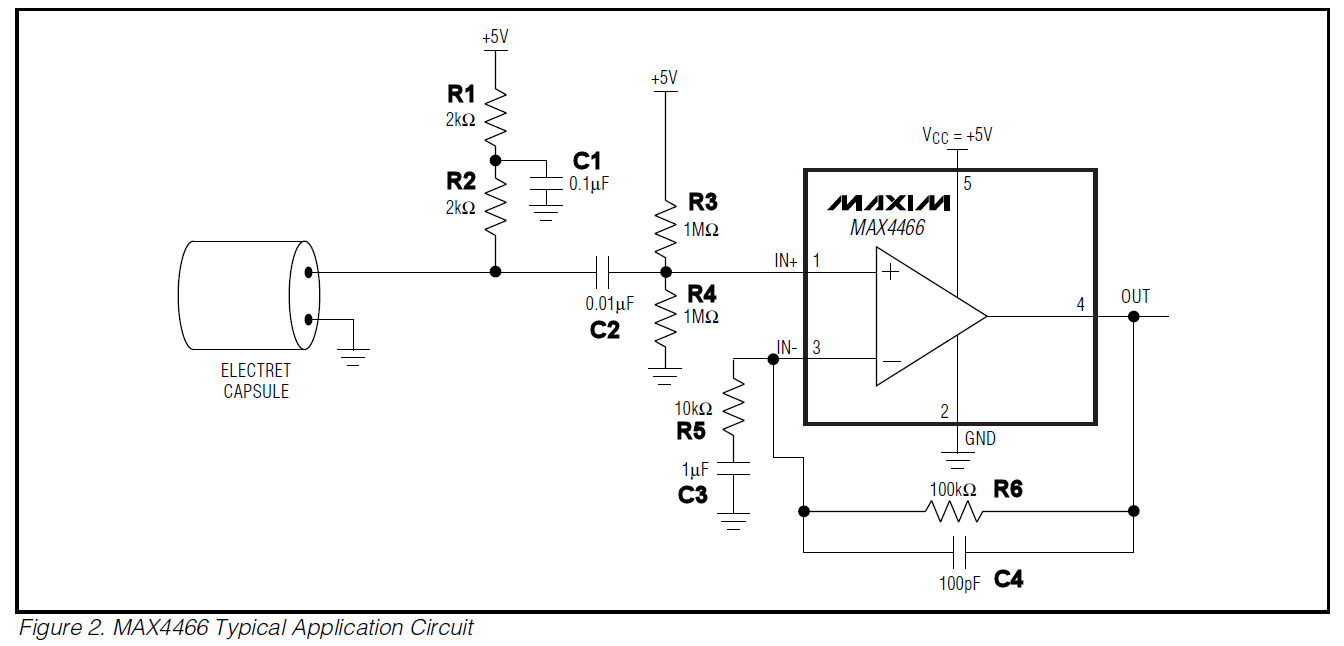 +5V
R1
2kΩ
+5V
C1
0.1µF
R2
2kΩ
VCC = +5V
5
MAXIM
MAX4466
R3
1MΩ
IN+ 1
+
0.01µF
C2
R4
1MΩ
4
OUT
IN- 3
−
ELECTRET
CAPSULE
10kΩ
R5
2
GND
1µF
C3
100kΩ R6
100pF C4
Figure 2. MAX4466 Typical Application Circuit